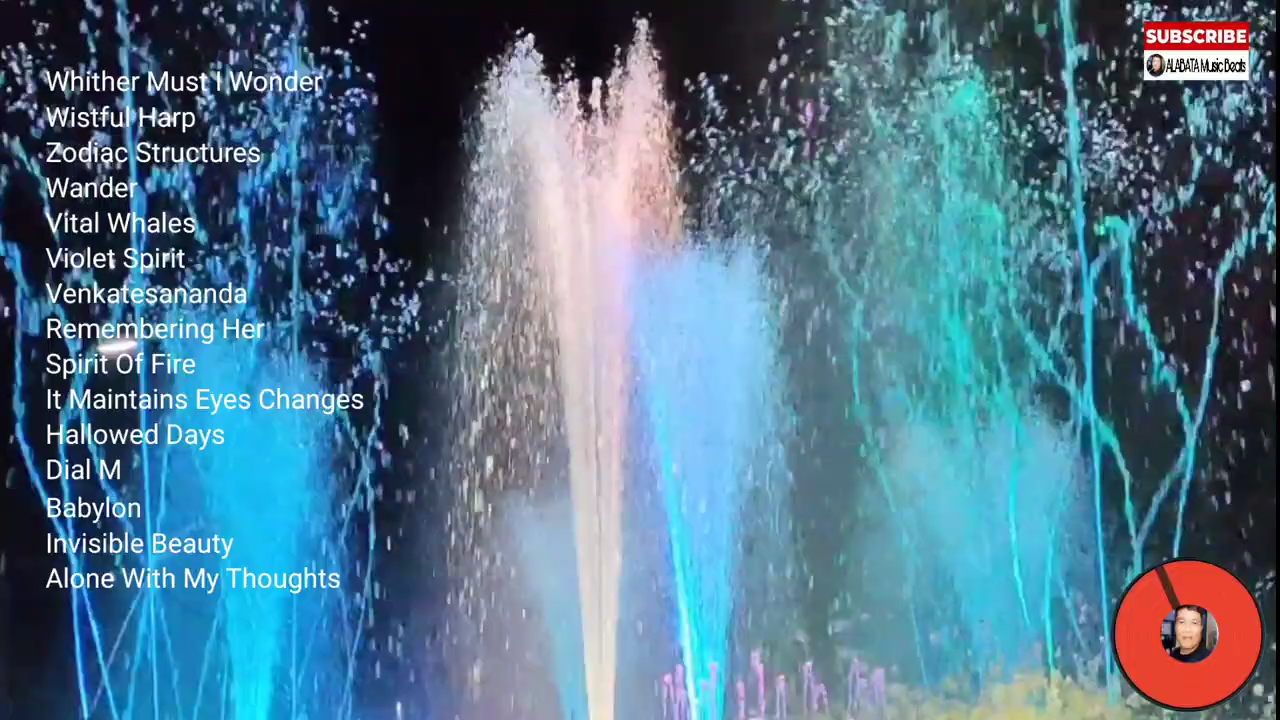 Whither Must I Wonder
Wistful Harp
Zodiac Structures
Wander
Vital Whales
Violet Spirit
Venkatesananda
Remembering Her
Spirit Of Fire
It Maintains Eyes Changes
Hallowed Days
Dial M
Babylon
Invisible Beauty
Alone With My Thoughts
SUBSCRIBE
ALABATA Music Beats